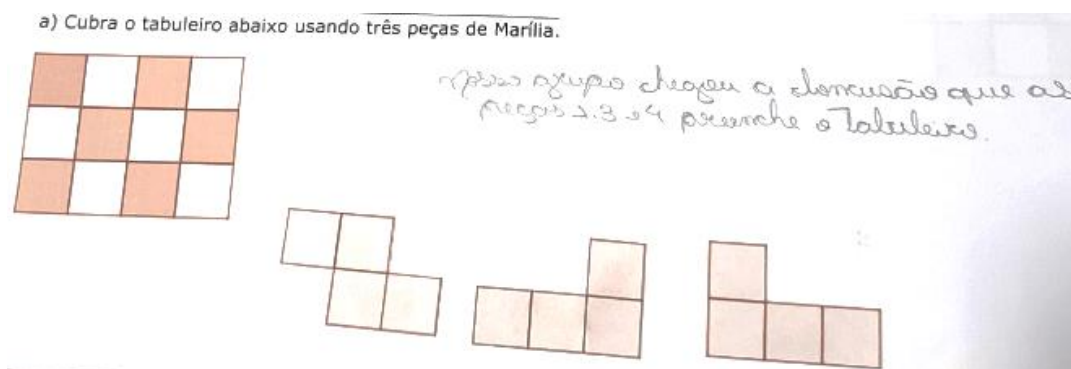 a) Cubra o tabuleiro abaixo usando três peças de Marília.
nosso grupo chegou a concusão que as
peças 1.3 e 4 preenche o tabuleiro.